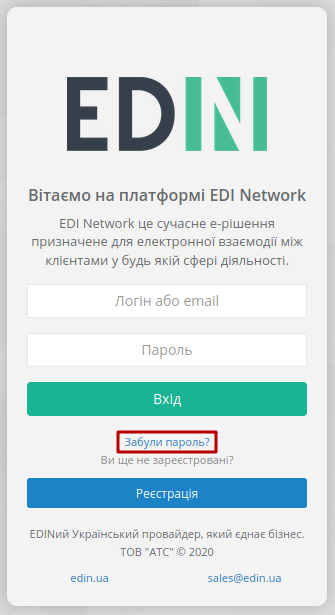 EDIN
Вітаємо на платформі EDI Network
EDI Network це сучасне е-рішення
призначене для електронної взаємодії між
клієнтами у будь якій сфері діяльності.
Логін або email
Пароль
Вхід
Забули пароль?
Ви ще не зареєстровані?
Реєстрація
EDINий Український провайдер, який єднає бізнес.
ТОВ "АТС" © 2020
edin.ua sales@edin.ua